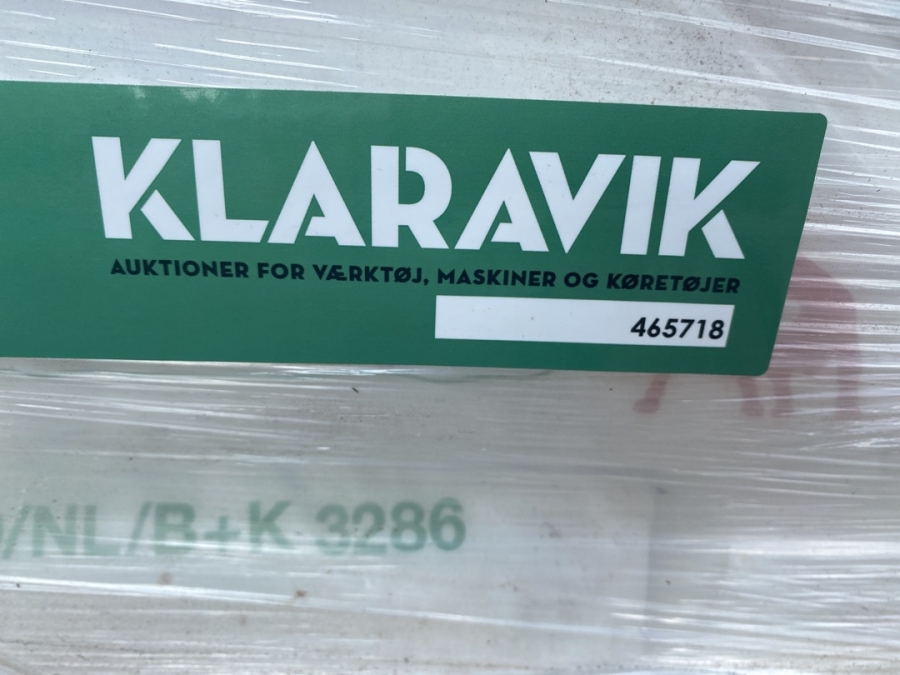 KLARAVIK
AUKTIONER FOR VÆRKTØJ, MASKINER OG KØRETØJER
465718
/NL/B+K 3286